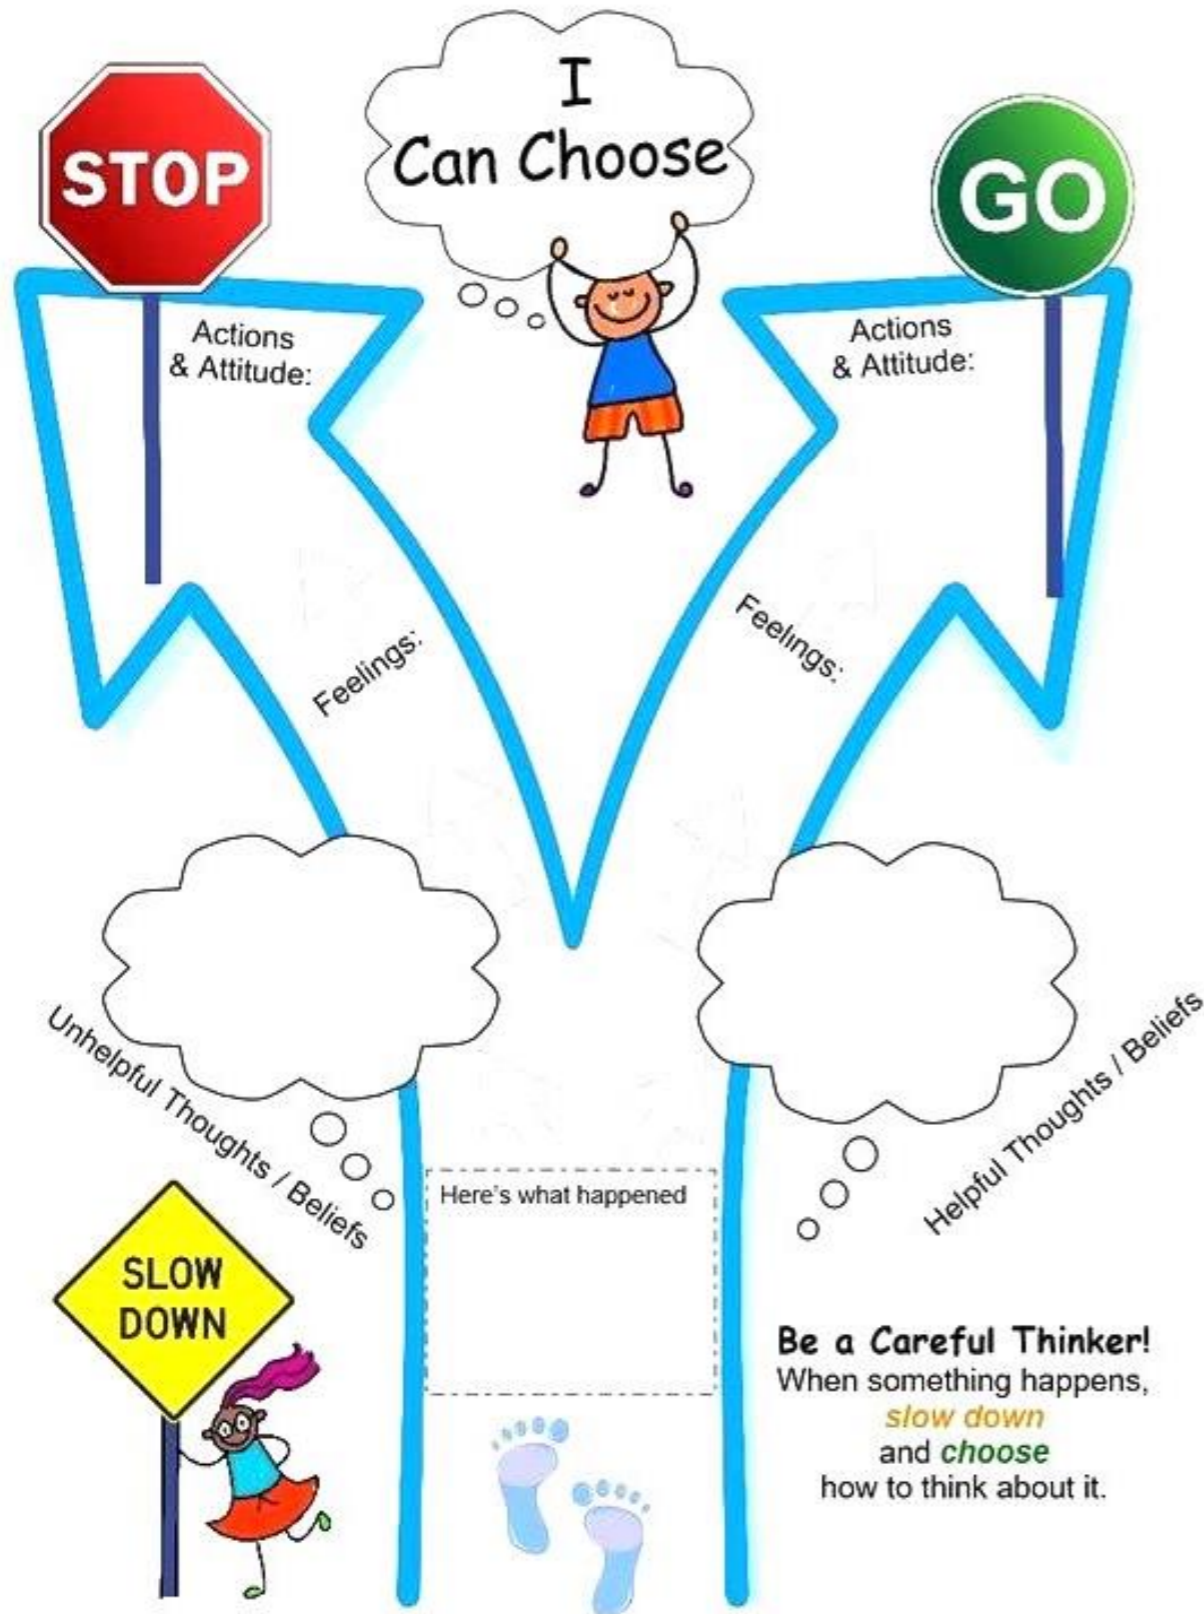 I
Can Choose
STOP
GO
Actions
& Attitude:
Actions
& Attitude:
Feelings:
Feelings:
Unhelpful Thoughts / Beliefs
Helpful Thoughts / Beliefs
Here's what happened
SLOW
DOWN
Be a Careful Thinker!
When something happens,
slow down
and choose
how to think about it.